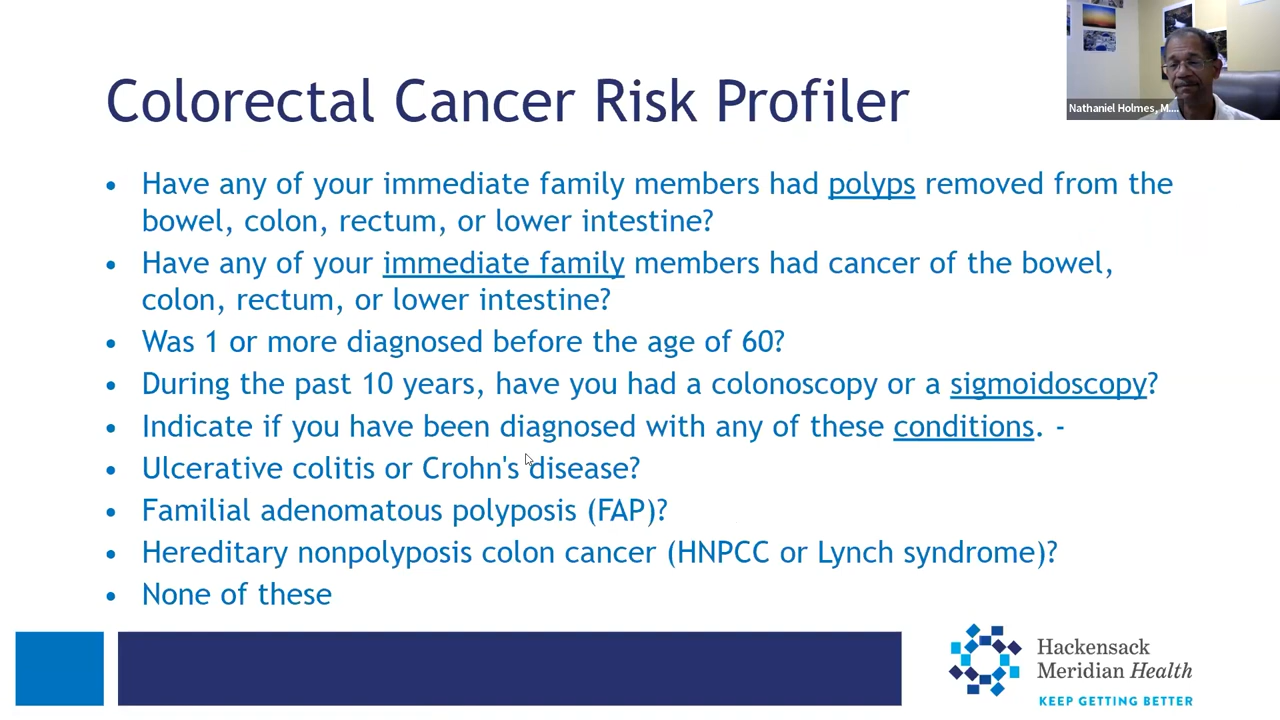 Colorectal Cancer Risk Profiler
Nathaniel Holmes, M....
• Have any of your immediate family members had polyps removed from the
bowel, colon, rectum, or lower intestine?
• Have any of your immediate family members had cancer of the bowel,
colon, rectum, or lower intestine?
• Was 1 or more diagnosed before the age of 60?
• During the past 10 years, have you had a colonoscopy or a sigmoidoscopy?
• Indicate if you have been diagnosed with any of these conditions. -
• Ulcerative colitis or Crohn's disease?
• Familial adenomatous polyposis (FAP)?
• Hereditary nonpolyposis colon cancer (HNPCC or Lynch syndrome)?
• None of these
Hackensack
Meridian Health
KEEP GETTING BETTER